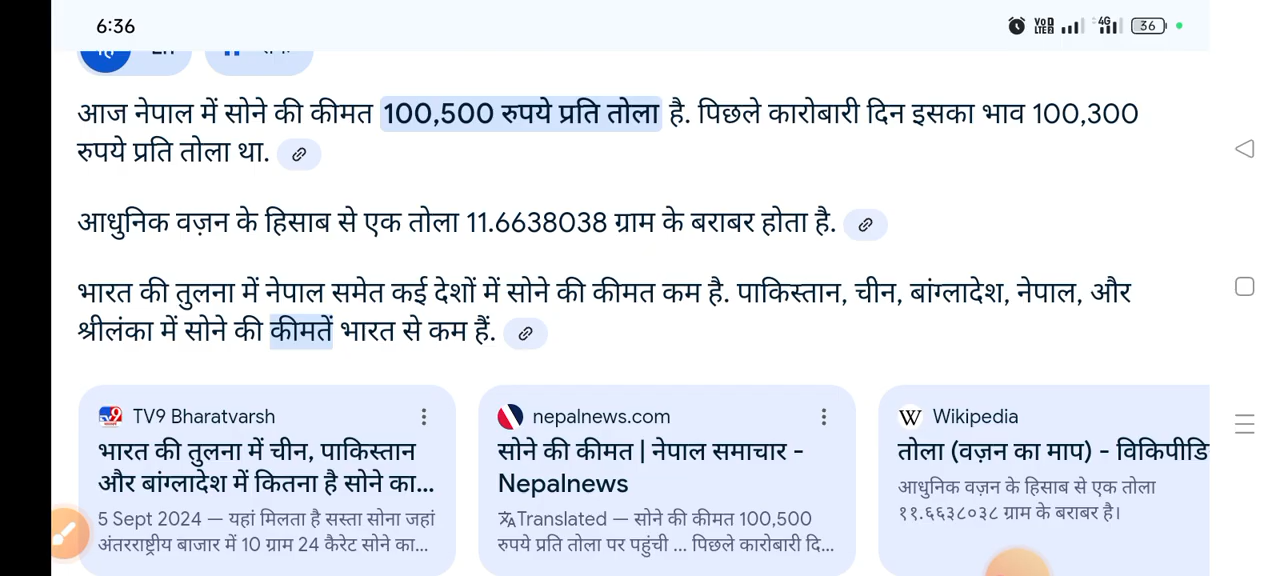 6:36
36
आज नेपाल में सोने की कीमत 100,500 रुपये प्रति तोला है. पिछले कारोबारी दिन इसका भाव 100,300
रुपये प्रति तोला था.
आधुनिक वज़न के हिसाब से एक तोला 11.6638038 ग्राम के बराबर होता है.
भारत की तुलना में नेपाल समेत कई देशों में सोने की कीमत कम है. पाकिस्तान, चीन, बांग्लादेश, नेपाल, और
श्रीलंका में सोने की कीमतें भारत से कम हैं.
TV9 Bharatvarsh
भारत की तुलना में चीन, पाकिस्तान
और बांग्लादेश में कितना है सोने का...
5 Sept 2024 — यहां मिलता है सस्ता सोना जहां
अंतरराष्ट्रीय बाजार में 10 ग्राम 24 कैरेट सोने का...
nepalnews.com
सोने की कीमत | नेपाल समाचार -
Nepalnews
Translated — सोने की कीमत 100,500
रुपये प्रति तोला पर पहुंची ... पिछले कारोबारी दि...
W Wikipedia
तोला (वज़न का माप) - विकिपीडि
आधुनिक वज़न के हिसाब से एक तोला
११.६६३८०३८ ग्राम के बराबर है।